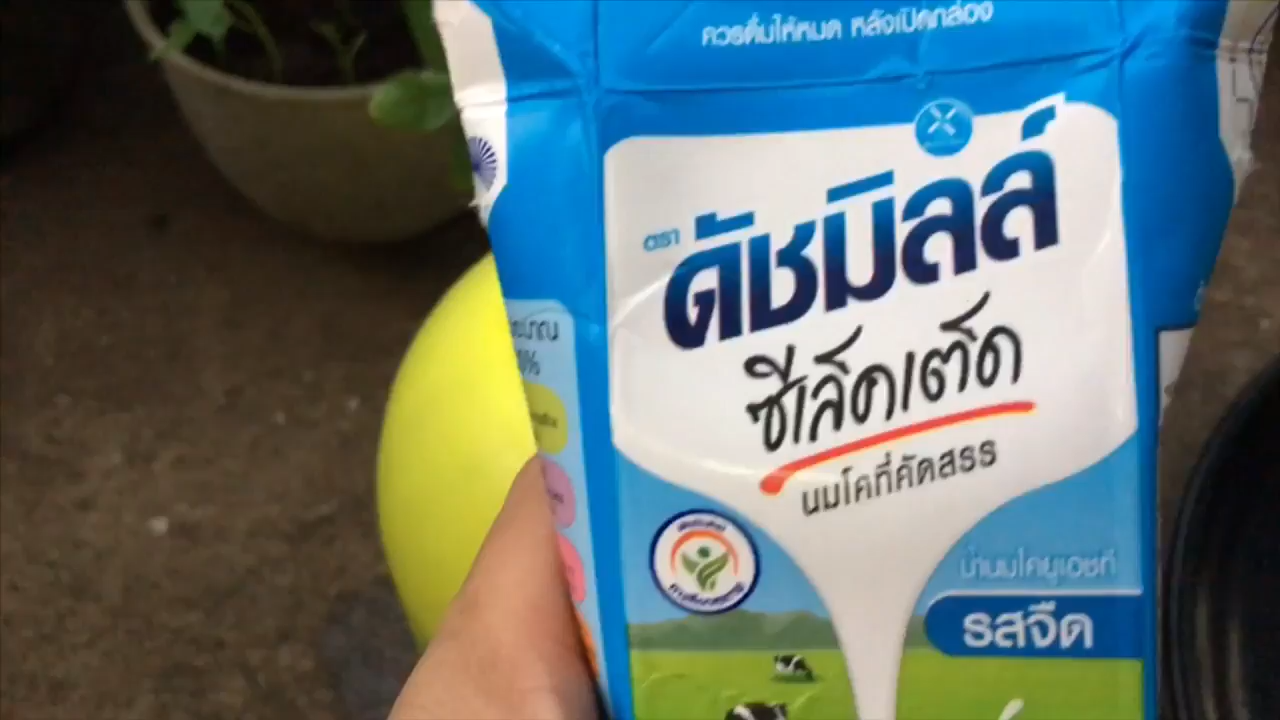 ควรดื่มให้หมด หลังเปิดกล่อง
ตรา
ดัชมิลล์
ซีเล็คเต็ด
นมโคที่คัดสรร
น้ำนมโคยูเอชที
รสจืด